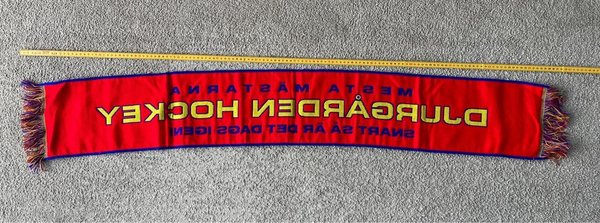 MESTA MÄSTARNA
DJURGÅRDEN HOCKEY
SNART SÅ ÄR DET DAGS IGEN!